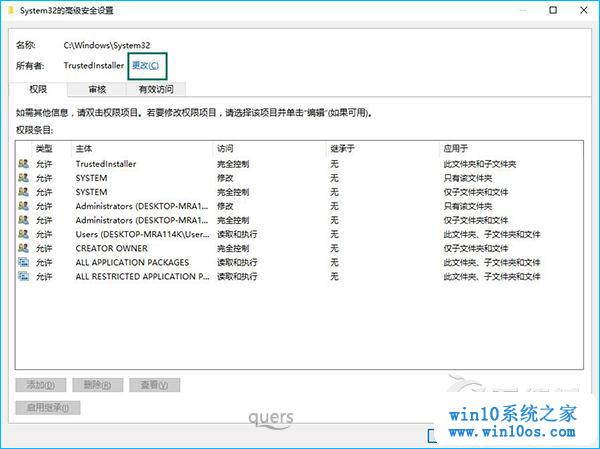 System32的高级安全设置
名称: C:\Windows\System32
所有者: TrustedInstaller 更改(C)
权限 审核 有效访问
如需其他信息，请双击权限项目。若要修改权限项目，请选择该项目并单击“编辑”(如果可用)。
权限条目:
类型 主体 访问 继承于 应用于
允许 TrustedInstaller 完全控制 无 此文件夹和子文件夹
允许 SYSTEM 修改 无 只有该文件夹
允许 SYSTEM 完全控制 无 仅子文件夹和文件
允许 Administrators (DESKTOP-MRA1... 修改 无 只有该文件夹
允许 Administrators (DESKTOP-MRA1... 完全控制 无 仅子文件夹和文件
允许 Users (DESKTOP-MRA114K\User... 读取和执行 无 此文件夹、子文件夹和文件
允许 CREATOR OWNER 完全控制 无 仅子文件夹和文件
允许 ALL APPLICATION PACKAGES 读取和执行 无 此文件夹、子文件夹和文件
允许 ALL RESTRICTED APPLICATION P... 读取和执行 无 此文件夹、子文件夹和文件
添加(D) 删除(R) 查看(V)
启用继承(I)
quers
win10系统之家
www.win10os.com